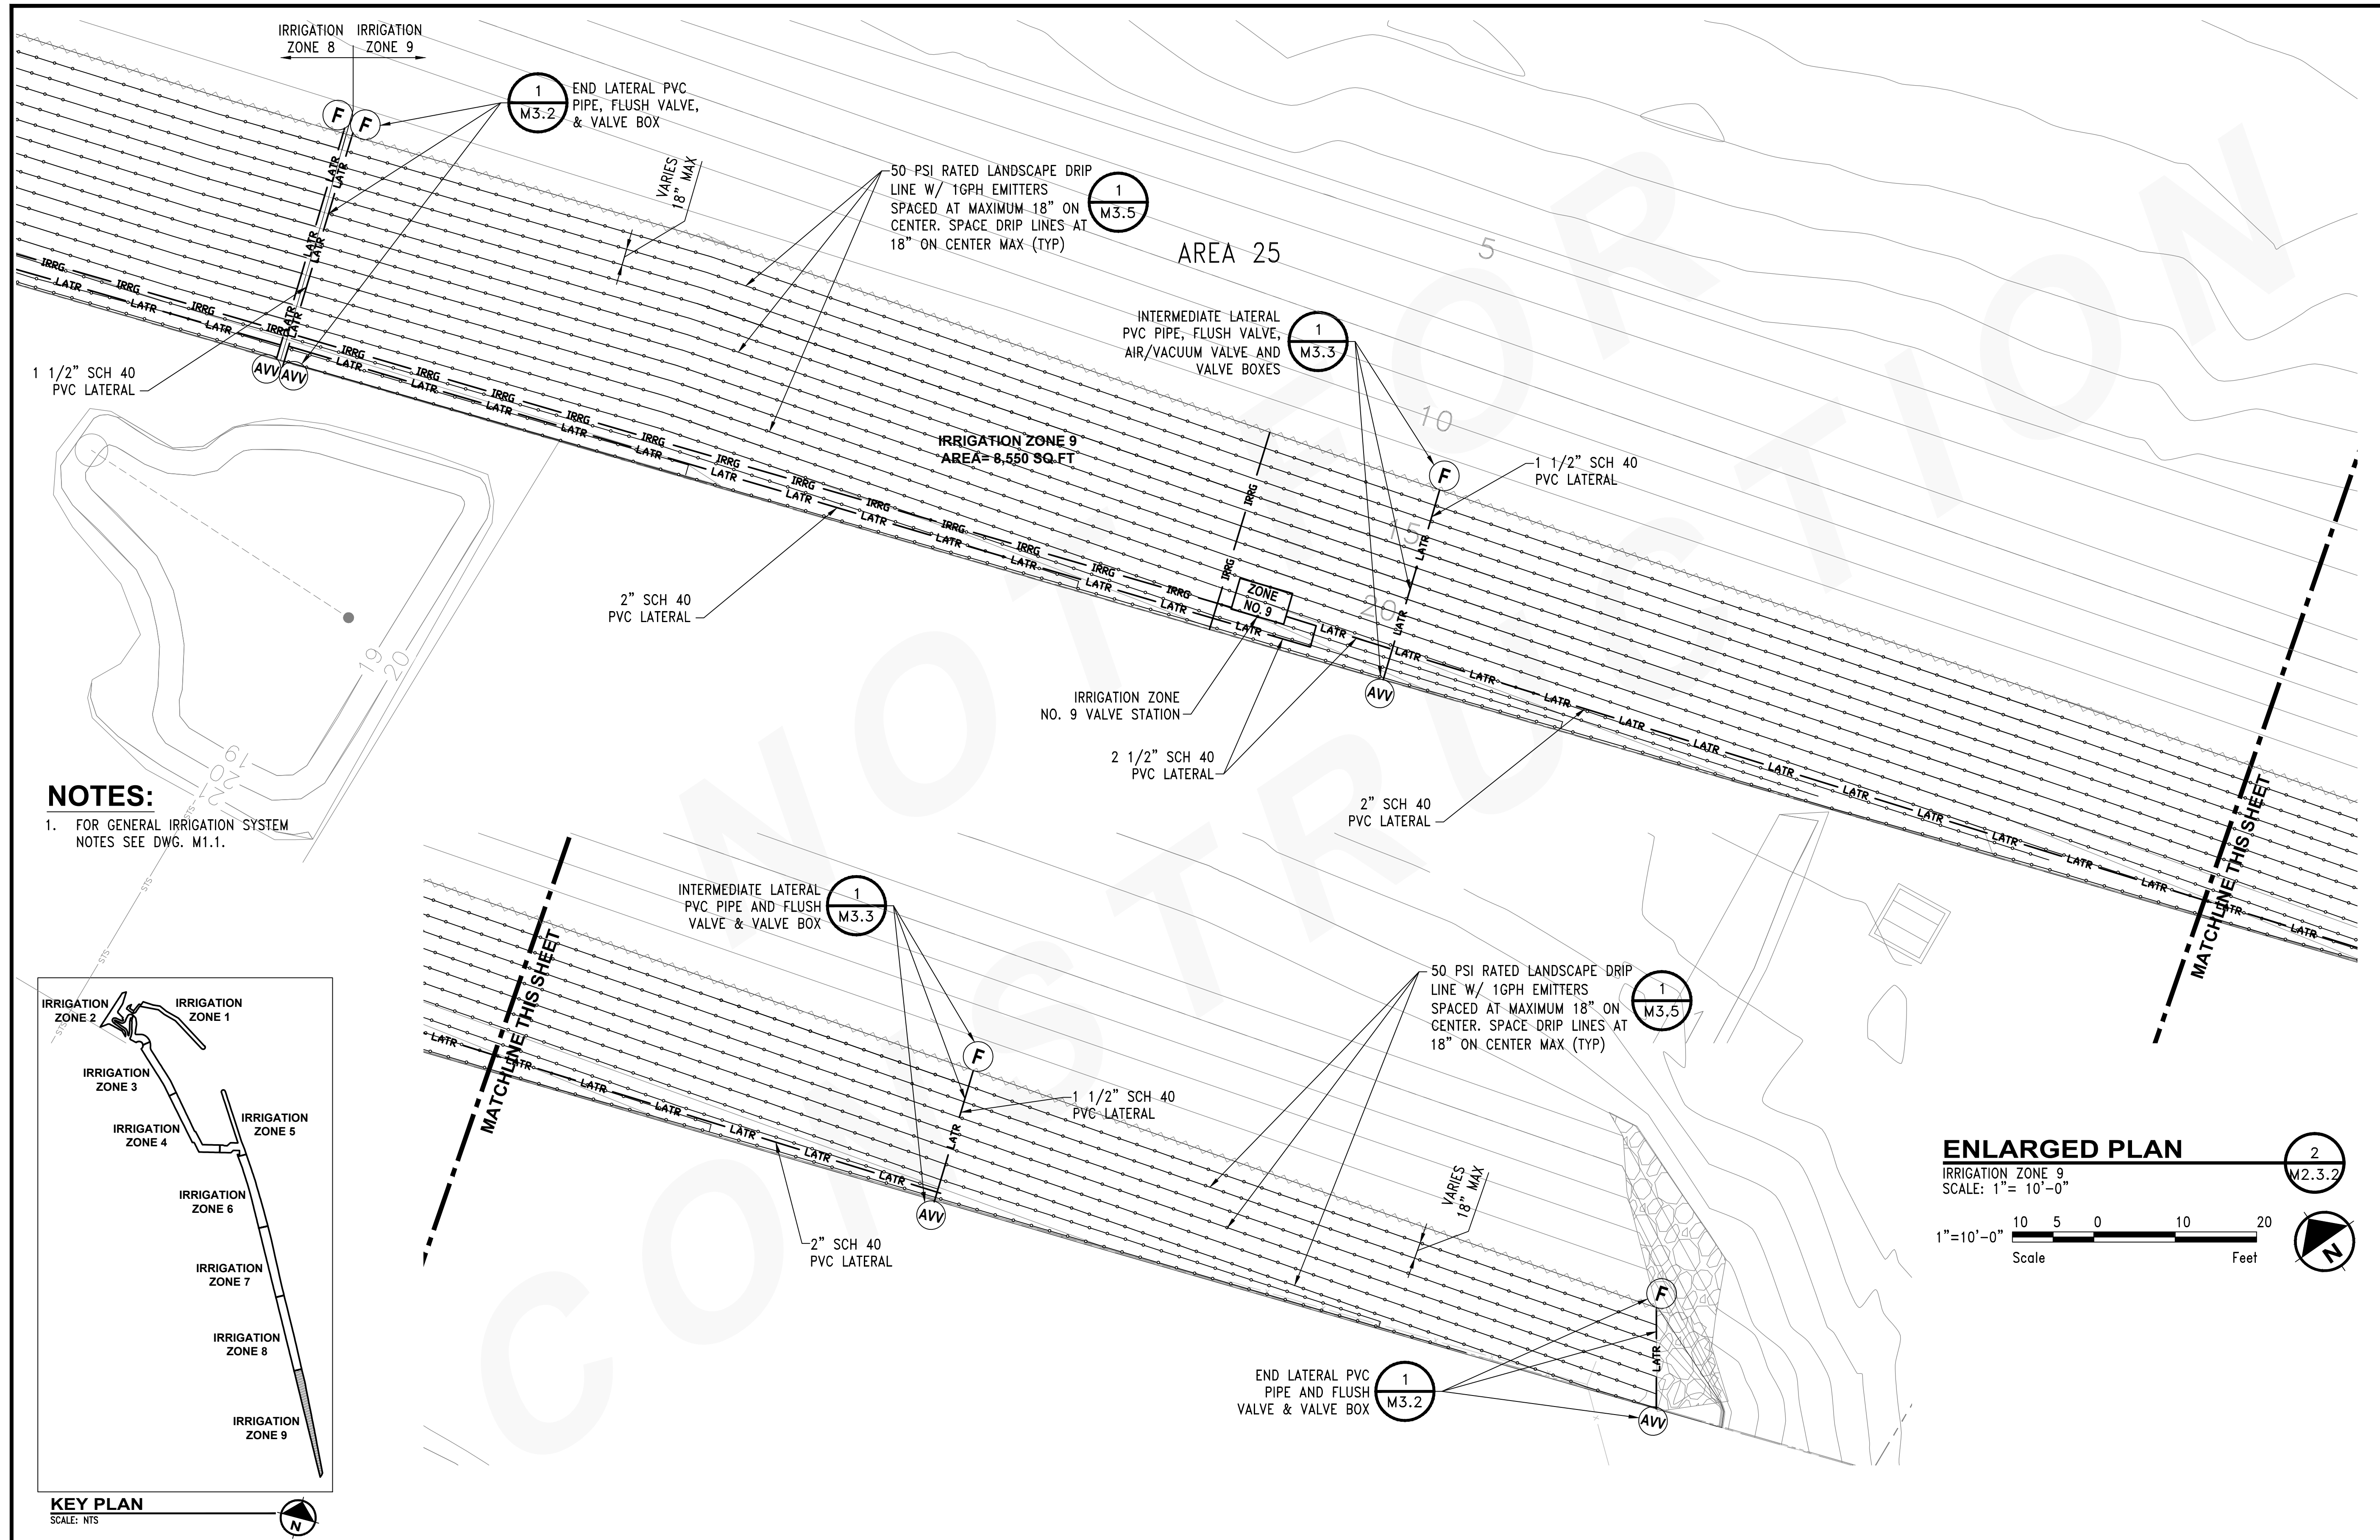 IRRIGATION IRRIGATION
ZONE 8 ZONE 9
F
F
1
M3.2
END LATERAL PVC
PIPE, FLUSH VALVE,
& VALVE BOX
VARIES
18" MAX
50 PSI RATED LANDSCAPE DRIP
LINE W/ 1GPH EMITTERS
SPACED AT MAXIMUM 18" ON
CENTER. SPACE DRIP LINES AT
18" ON CENTER MAX (TYP)
1
M3.5
AREA 25
5
10
15
20
INTERMEDIATE LATERAL
PVC PIPE, FLUSH VALVE,
AIR/VACUUM VALVE AND
VALVE BOXES
1
M3.3
F
1 1/2" SCH 40
PVC LATERAL
LATR
IRRG
AVV
AVV
1 1/2" SCH 40
PVC LATERAL
IRRIGATION ZONE 9
AREA= 8,550 SQ.FT
2" SCH 40
PVC LATERAL
ZONE
NO. 9
AVV
IRRIGATION ZONE
NO. 9 VALVE STATION
2 1/2" SCH 40
PVC LATERAL
2" SCH 40
PVC LATERAL
MATCHLINE THIS SHEET
19
20
19
20
21
STS
STS
STS
STS
NOTES:
1. FOR GENERAL IRRIGATION SYSTEM
NOTES SEE DWG. M1.1.
NOT FOR
CONSTRUCTION
MATCHLINE THIS SHEET
INTERMEDIATE LATERAL
PVC PIPE AND FLUSH
VALVE & VALVE BOX
1
M3.3
F
1 1/2" SCH 40
PVC LATERAL
LATR
AVV
2" SCH 40
PVC LATERAL
50 PSI RATED LANDSCAPE DRIP
LINE W/ 1GPH EMITTERS
SPACED AT MAXIMUM 18" ON
CENTER. SPACE DRIP LINES AT
18" ON CENTER MAX (TYP)
1
M3.5
VARIES
18" MAX
F
LATR
AVV
END LATERAL PVC
PIPE AND FLUSH
VALVE & VALVE BOX
1
M3.2
ENLARGED PLAN
IRRIGATION ZONE 9
SCALE: 1"= 10'-0"
2
M2.3.2
1"=10'-0"
10 5 0 10 20
Scale Feet
N
IRRIGATION
ZONE 2
IRRIGATION
ZONE 1
IRRIGATION
ZONE 3
IRRIGATION
ZONE 4
IRRIGATION
ZONE 5
IRRIGATION
ZONE 6
IRRIGATION
ZONE 7
IRRIGATION
ZONE 8
IRRIGATION
ZONE 9
KEY PLAN
SCALE: NTS
N